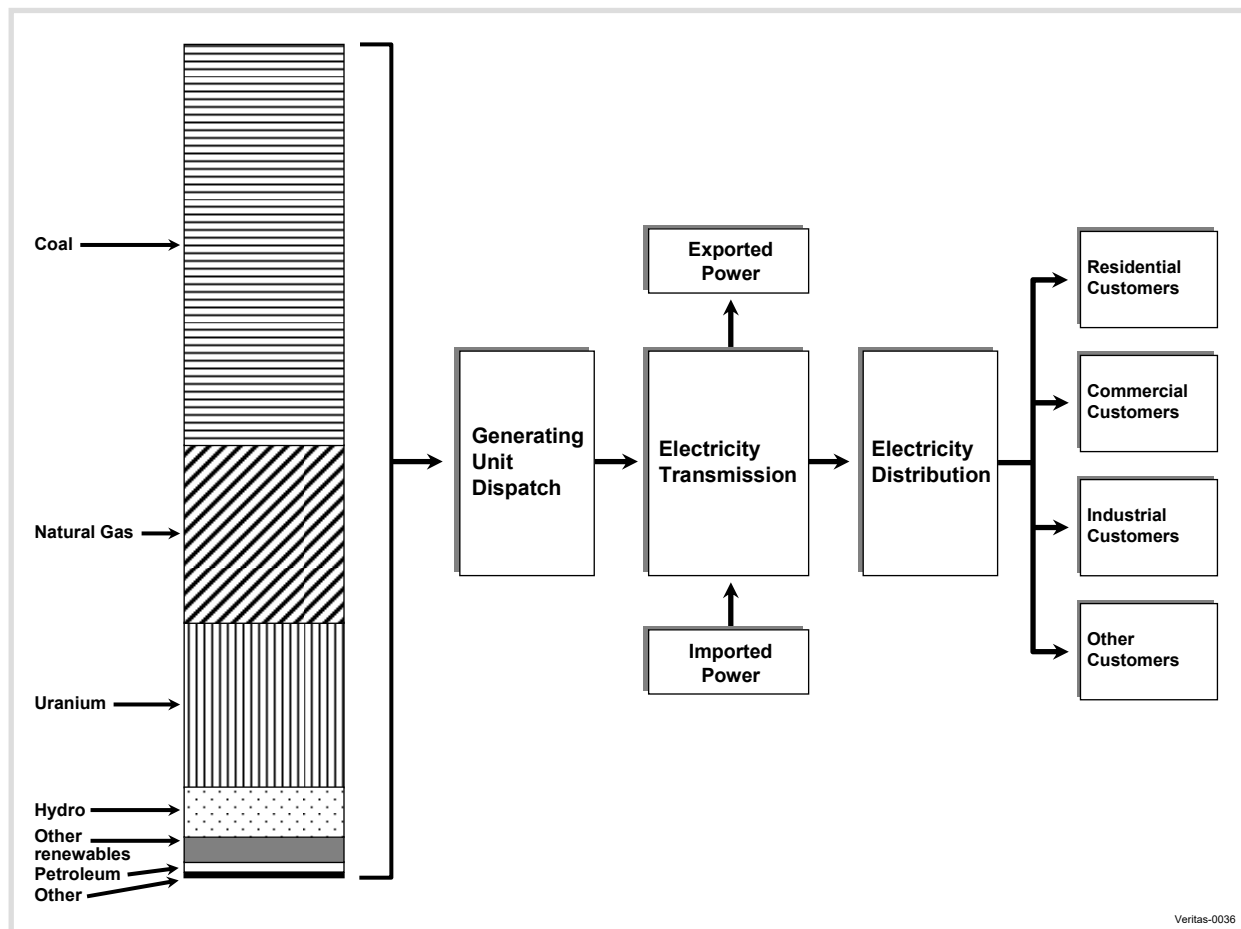 Coal
Natural Gas
Uranium
Hydro
Other
renewables
Petroleum
Other
Generating
Unit
Dispatch
Exported
Power
Electricity
Transmission
Imported
Power
Electricity
Distribution
Residential
Customers
Commercial
Customers
Industrial
Customers
Other
Customers
Veritas-0036